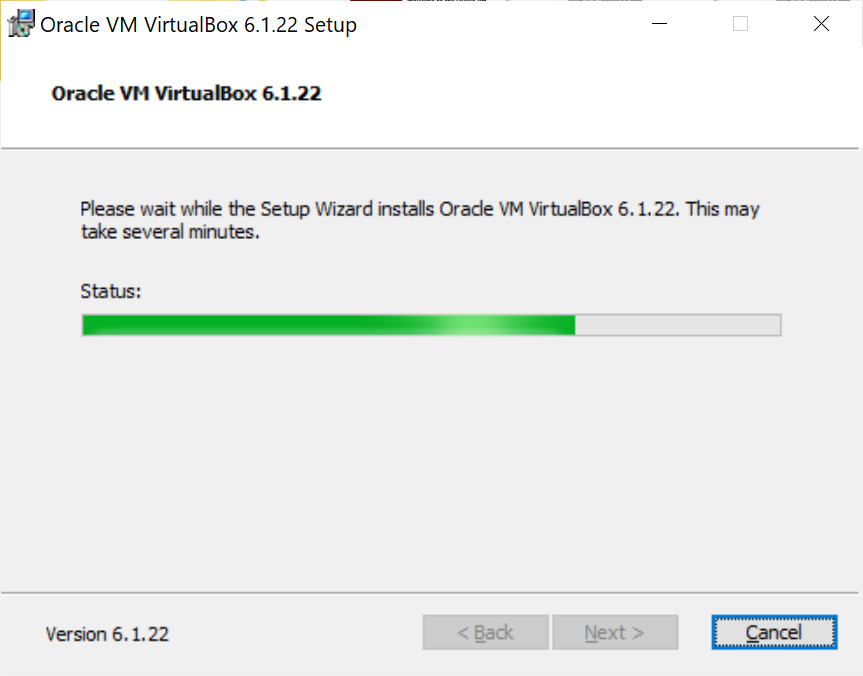 Oracle VM VirtualBox 6.1.22 Setup
Oracle VM VirtualBox 6.1.22
Please wait while the Setup Wizard installs Oracle VM VirtualBox 6.1.22. This may
take several minutes.
Status:
Version 6.1.22
< Back
Next >
Cancel